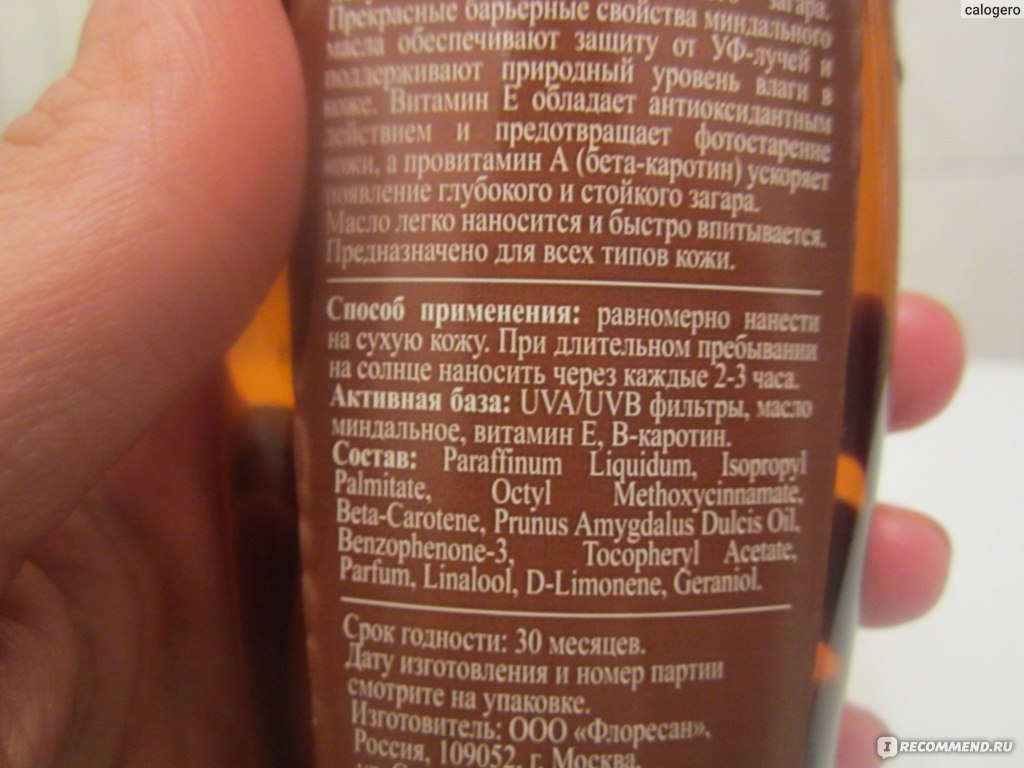 calogero
загара.
Прекрасные барьерные свойства миндального
масла обеспечивают защиту от УФ-лучей и
поддерживают природный уровень влаги в
коже. Витамин Е обладает антиоксидантным
действием и предотвращает фотостарение
кожи, а провитамин А (бета-каротин) ускоряет
появление глубокого и стойкого загара.
Масло легко наносится и быстро впитывается.
Предназначено для всех типов кожи.
Способ применения: равномерно нанести
на сухую кожу. При длительном пребывании
на солнце наносить через каждые 2-3 часа.
Активная база: UVA/UVB фильтры, масло
миндальное, витамин Е, В-каротин.
Состав: Paraffinum Liquidum, Isopropyl
Palmitate, Octyl Methoxycinnamate,
Beta-Carotene, Prunus Amygdalus Dulcis Oil,
Benzophenone-3, Tocopheryl Acetate,
Parfum, Linalool, D-Limonene, Geraniol.
Срок годности: 30 месяцев.
Дату изготовления и номер партии
смотрите на упаковке.
Изготовитель: ООО «Флоресан»,
Россия, 109052, г. Москва,
IRECOMMEND.RU